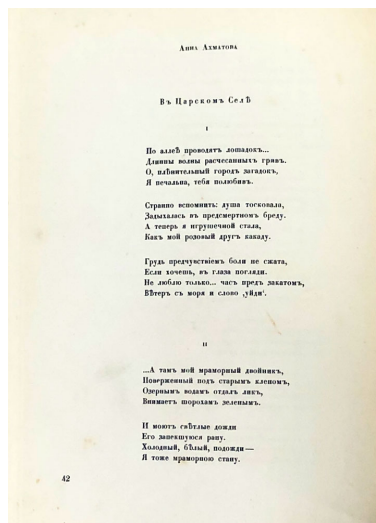 Анна Ахматова
Въ Царскомъ Селѣ
I
По аллеѣ проводятъ лошадокъ...
Длинны волны расчесанныхъ гривъ.
О, плѣнительный городъ загадокъ,
Я печальна, тебя полюбивъ.
Странно вспомнить: душа тосковала,
Задыхалась въ предсмертномъ бреду.
А теперь я игрушечной стала,
Какъ мой розовый другъ какаду.
Грудь предчувствіемъ боли не сжата,
Если хочешь, въ глаза погляди.
Не люблю только... часъ предъ закатомъ,
Вѣтеръ съ моря и слово „уйди‘.
II
...А тамъ мой мраморный двойникъ,
Поверженный подъ старымъ кленомъ,
Озернымъ водамъ отдалъ ликъ,
Внимаетъ шорохамъ зеленымъ.
И моютъ свѣтлые дожди
Его запекшуюся рану.
Холодный, бѣлый, подожди—
Я тоже мраморною стану.
42